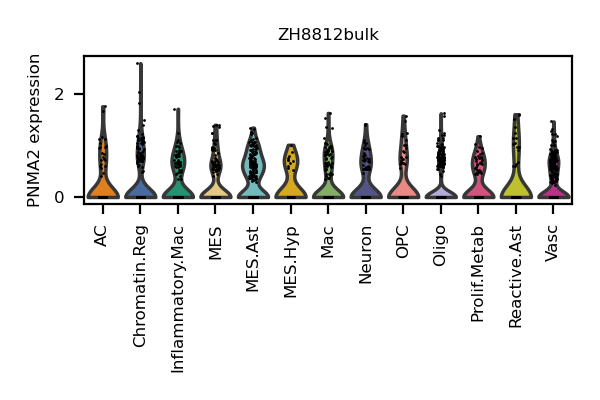 ZH8812bulk
PNMA2 expression
2
0
AC
Chromatin.Reg
Inflammatory.Mac
MES
MES.Ast
MES.Hyp
Mac
Neuron
OPC
Oligo
Prolif.Metab
Reactive.Ast
Vasc